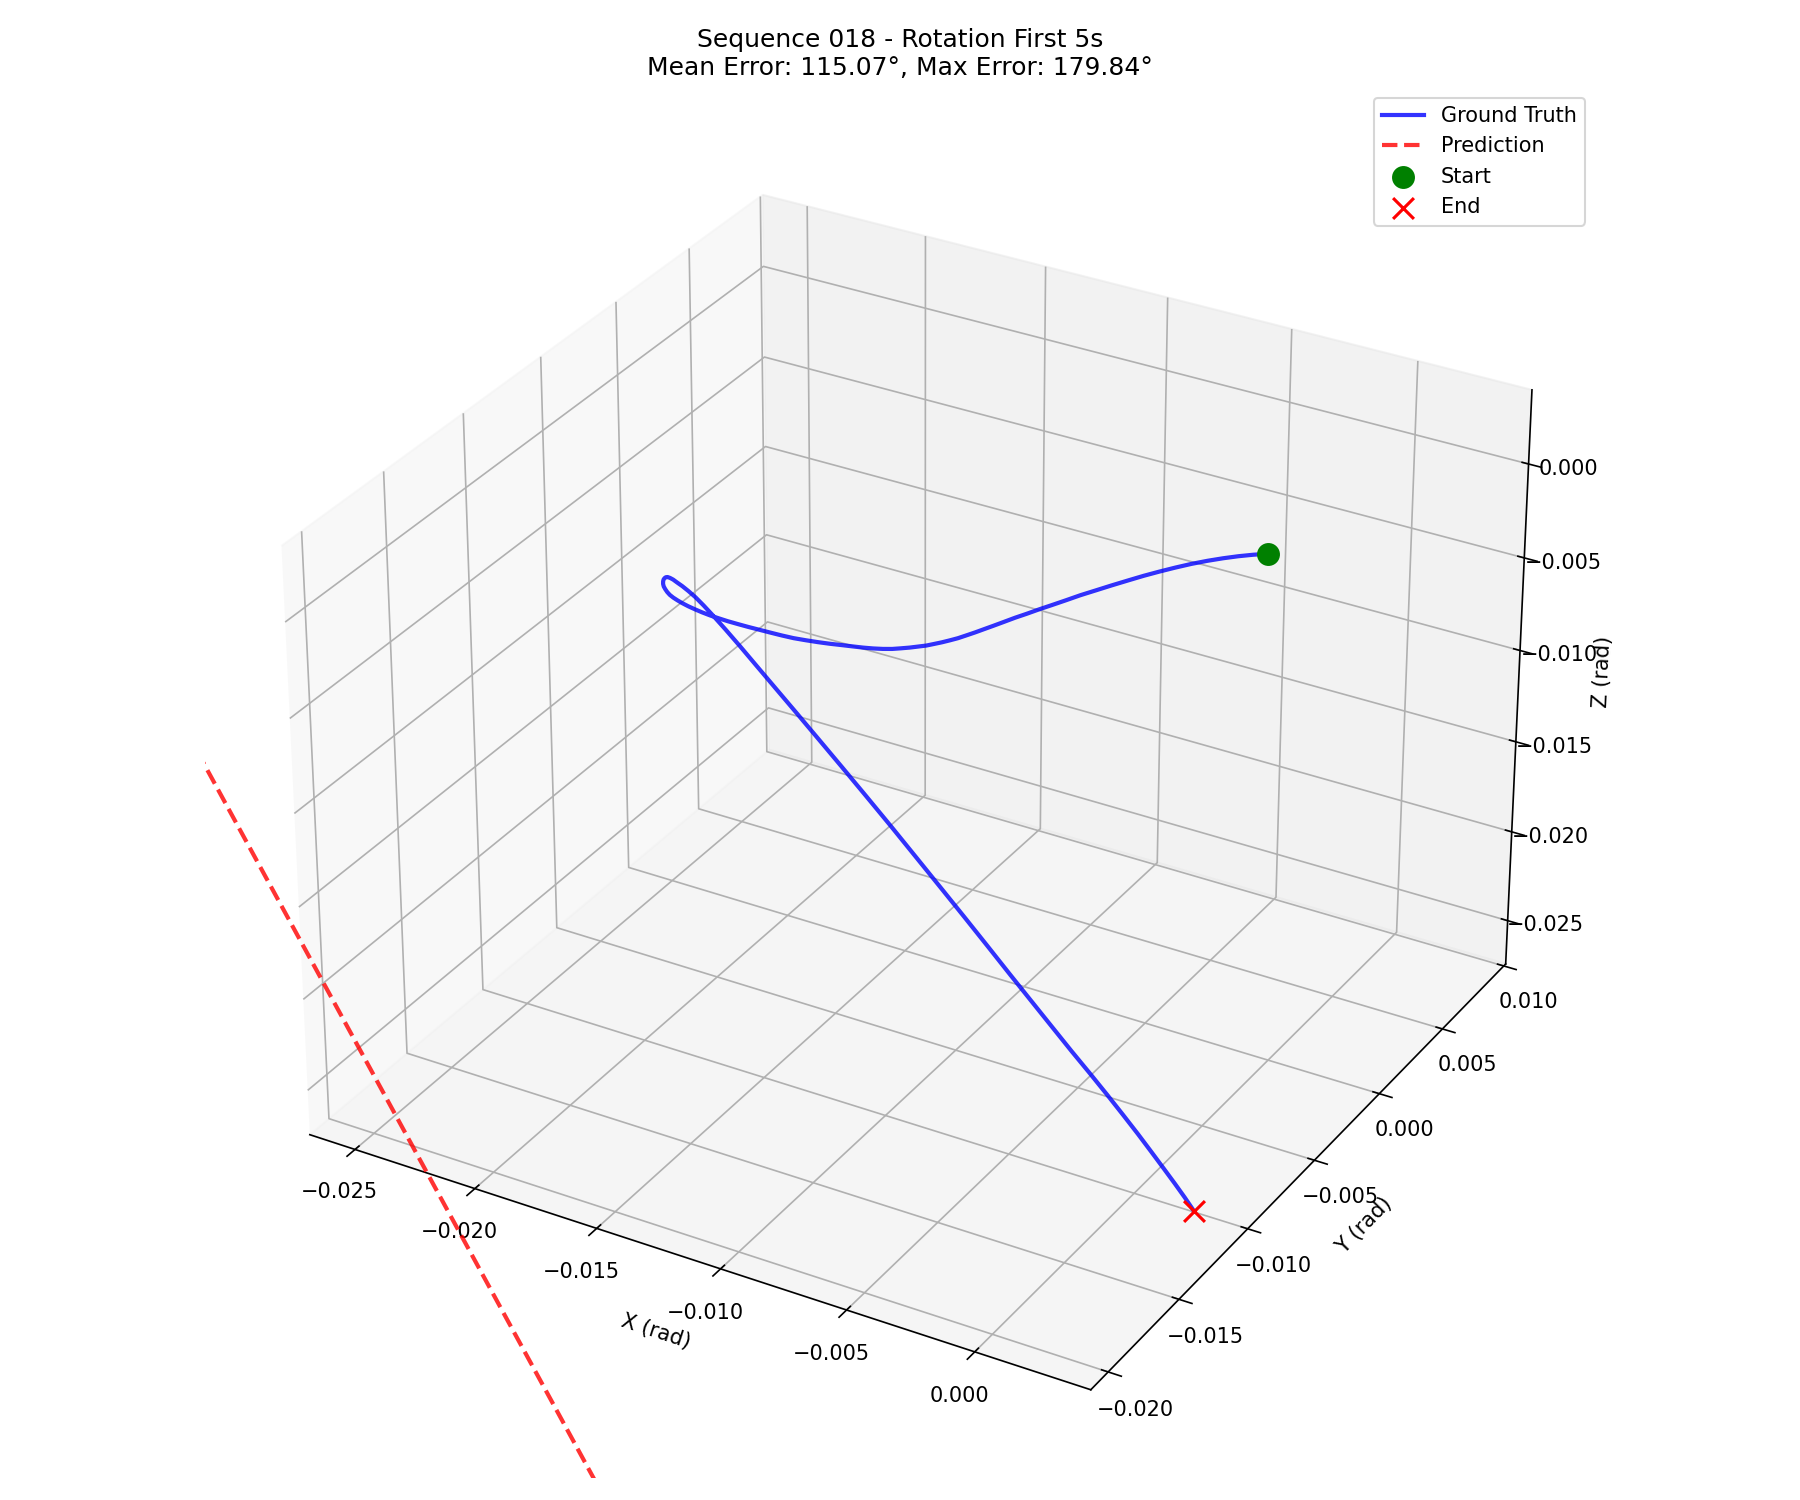 Sequence 018 - Rotation First 5s
Mean Error: 115.07°, Max Error: 179.84°
Ground Truth
Prediction
Start
End
0.000
−0.005
−0.010
−0.015
−0.020
−0.025
Z (rad)
0.010
0.005
0.000
−0.005
−0.010
−0.015
−0.020
Y (rad)
−0.025
−0.020
−0.015
−0.010
−0.005
0.000
X (rad)